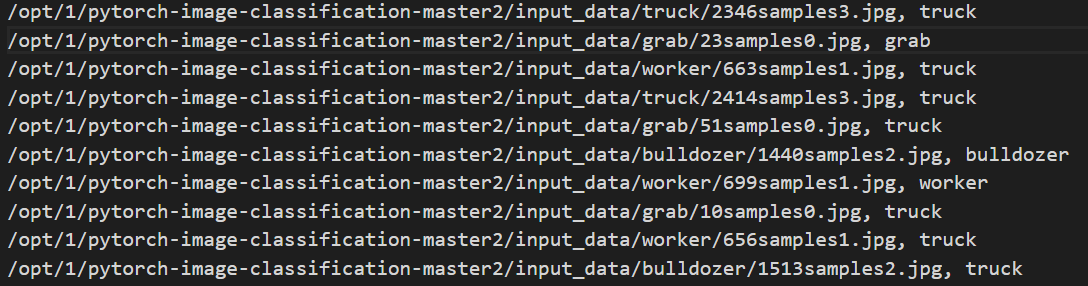 /opt/1/pytorch-image-classification-master2/input_data/truck/2346samples3.jpg, truck
/opt/1/pytorch-image-classification-master2/input_data/grab/23samples0.jpg, grab
/opt/1/pytorch-image-classification-master2/input_data/worker/663samples1.jpg, truck
/opt/1/pytorch-image-classification-master2/input_data/truck/2414samples3.jpg, truck
/opt/1/pytorch-image-classification-master2/input_data/grab/51samples0.jpg, truck
/opt/1/pytorch-image-classification-master2/input_data/bulldozer/1440samples2.jpg, bulldozer
/opt/1/pytorch-image-classification-master2/input_data/worker/699samples1.jpg, worker
/opt/1/pytorch-image-classification-master2/input_data/grab/10samples0.jpg, truck
/opt/1/pytorch-image-classification-master2/input_data/worker/656samples1.jpg, truck
/opt/1/pytorch-image-classification-master2/input_data/bulldozer/1513samples2.jpg, truck